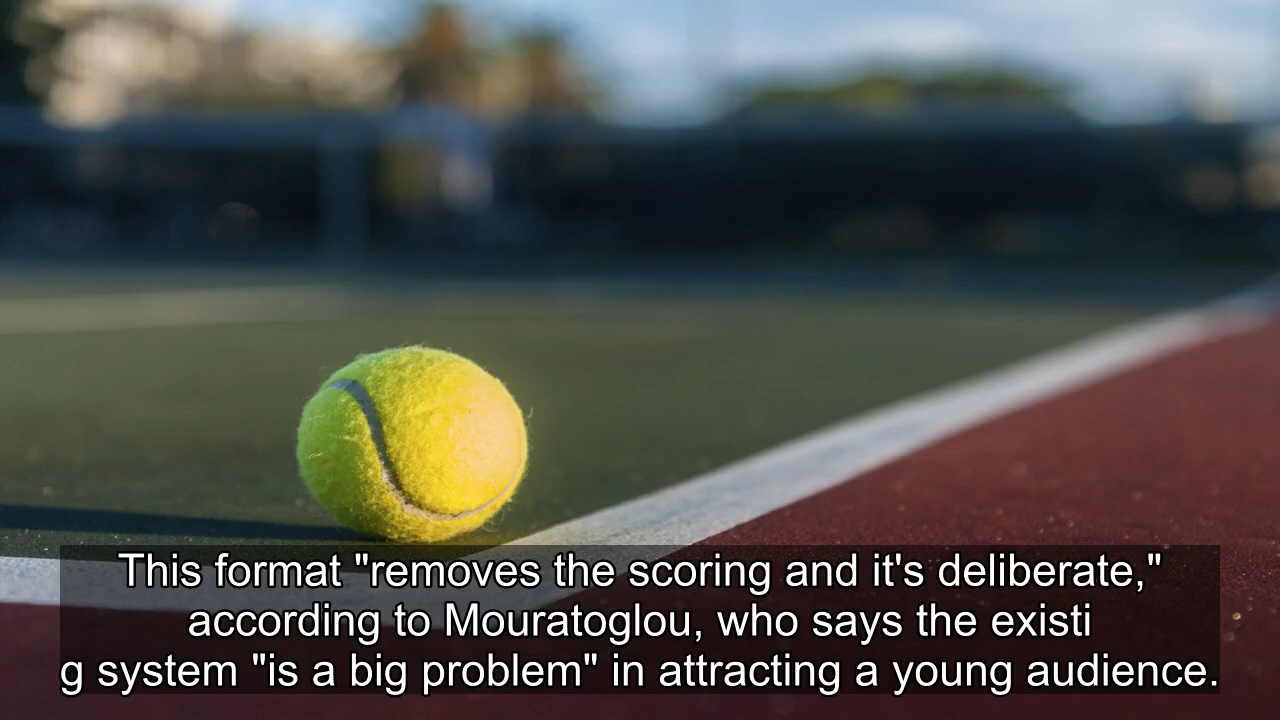 This format "removes the scoring and it's deliberate,"
according to Mouratoglou, who says the existi
g system "is a big problem" in attracting a young audience.